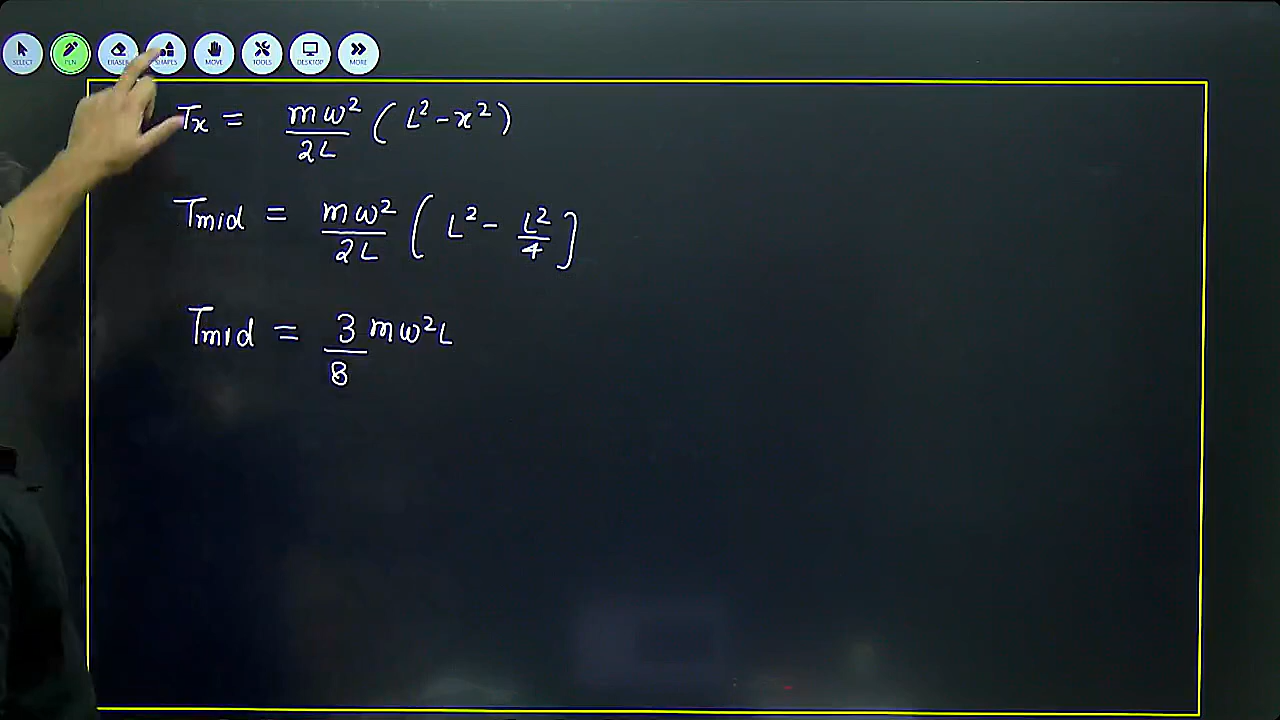 SELECT PEN ERASER SHAPES MOVE TOOLS DESKTOP MORE
Tx = mω²/2L (L² - x²)
Tmid = mω²/2L (L² - L²/4]
Tmid = 3/8 mω²L